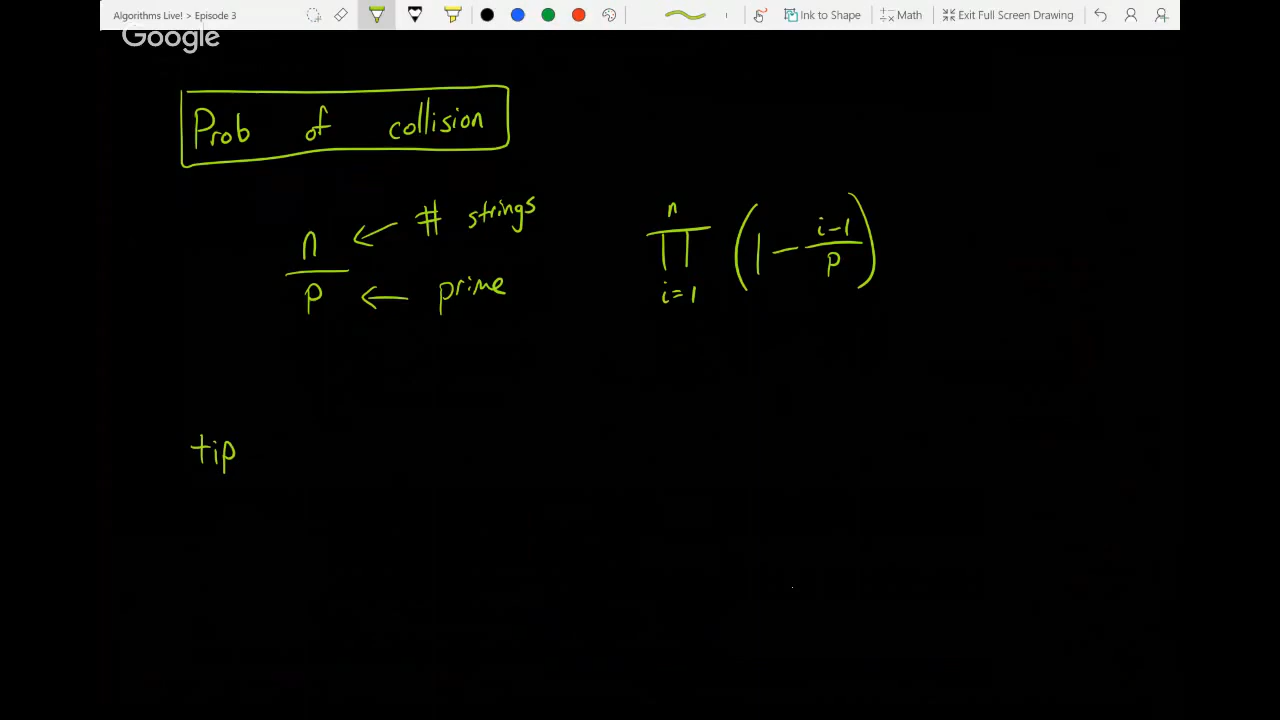 Algorithms Live! > Episode 3
Ink to Shape
Math
Exit Full Screen Drawing
Google
Prob of collision
n ← # strings
p ← prime
n
∏ (1 - (i-1)/p)
i=1
tip